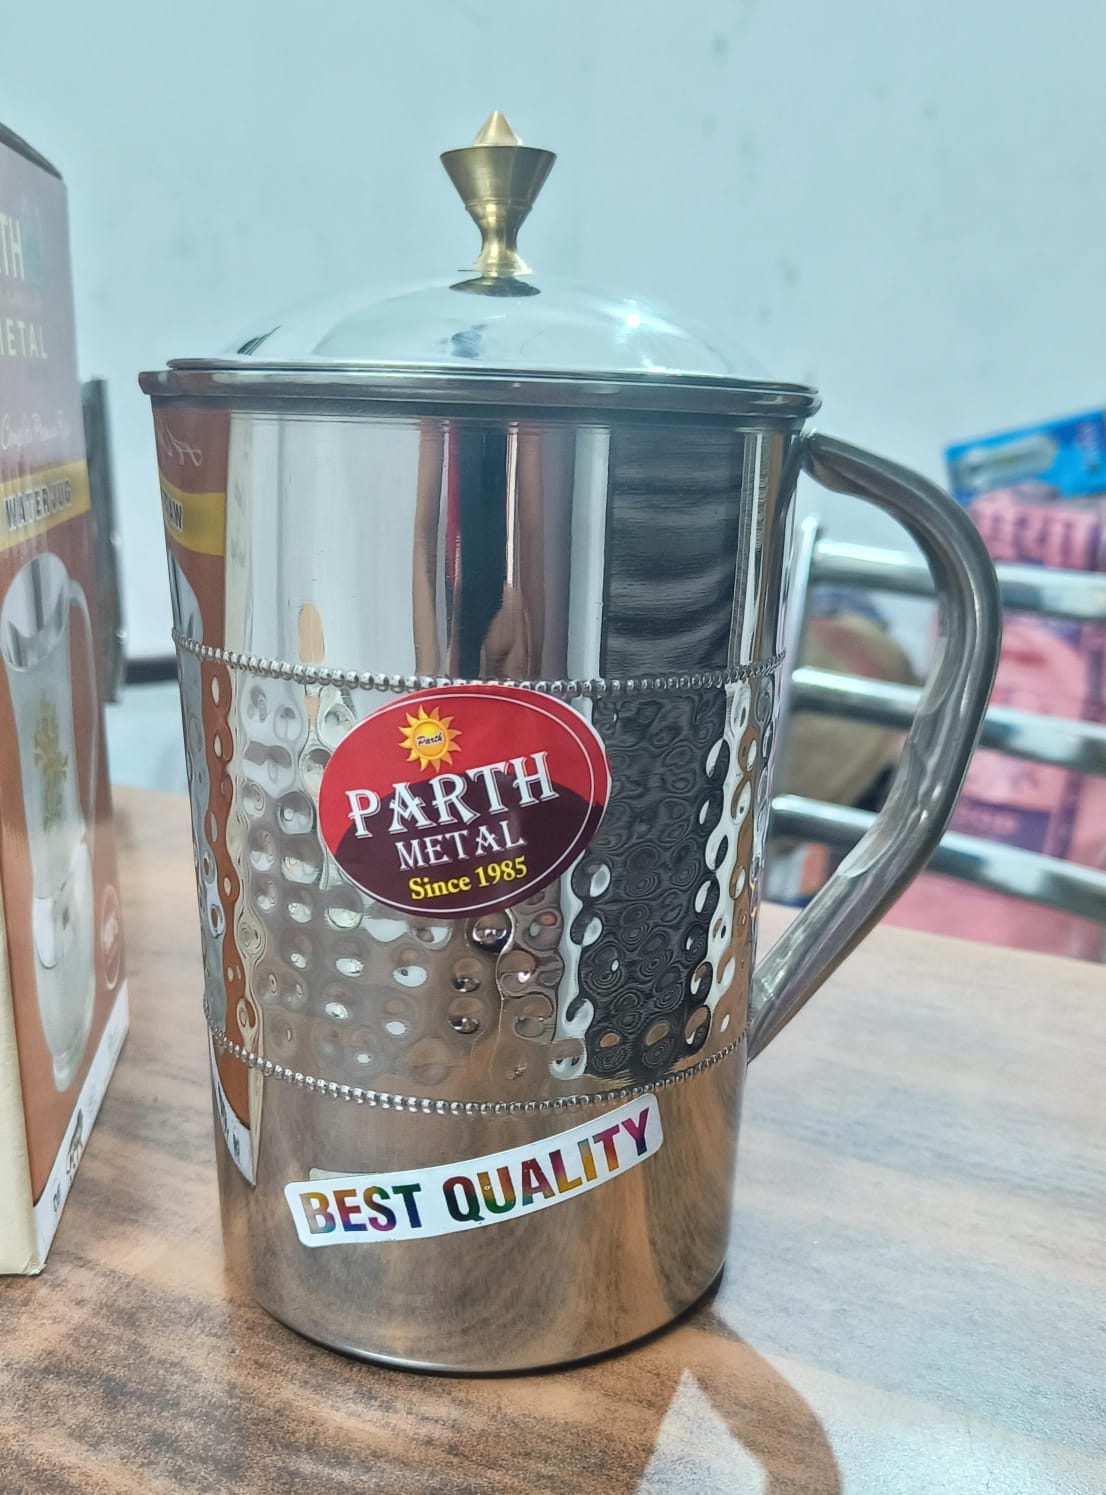 METAL
WATER JUG
Parth
PARTH
METAL
Since 1985
BEST QUALITY